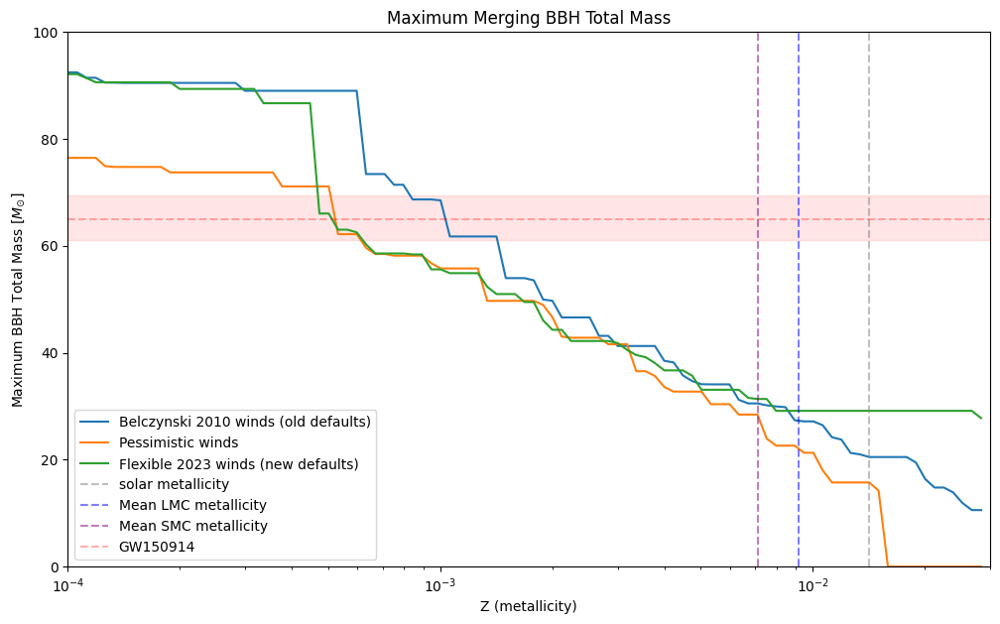 Maximum Merging BBH Total Mass
Maximum BBH Total Mass [$M_\odot$]
100
80
60
40
20
0
Belczynski 2010 winds (old defaults)
Pessimistic winds
Flexible 2023 winds (new defaults)
solar metallicity
Mean LMC metallicity
Mean SMC metallicity
GW150914
10⁻⁴
10⁻³
10⁻²
Z (metallicity)